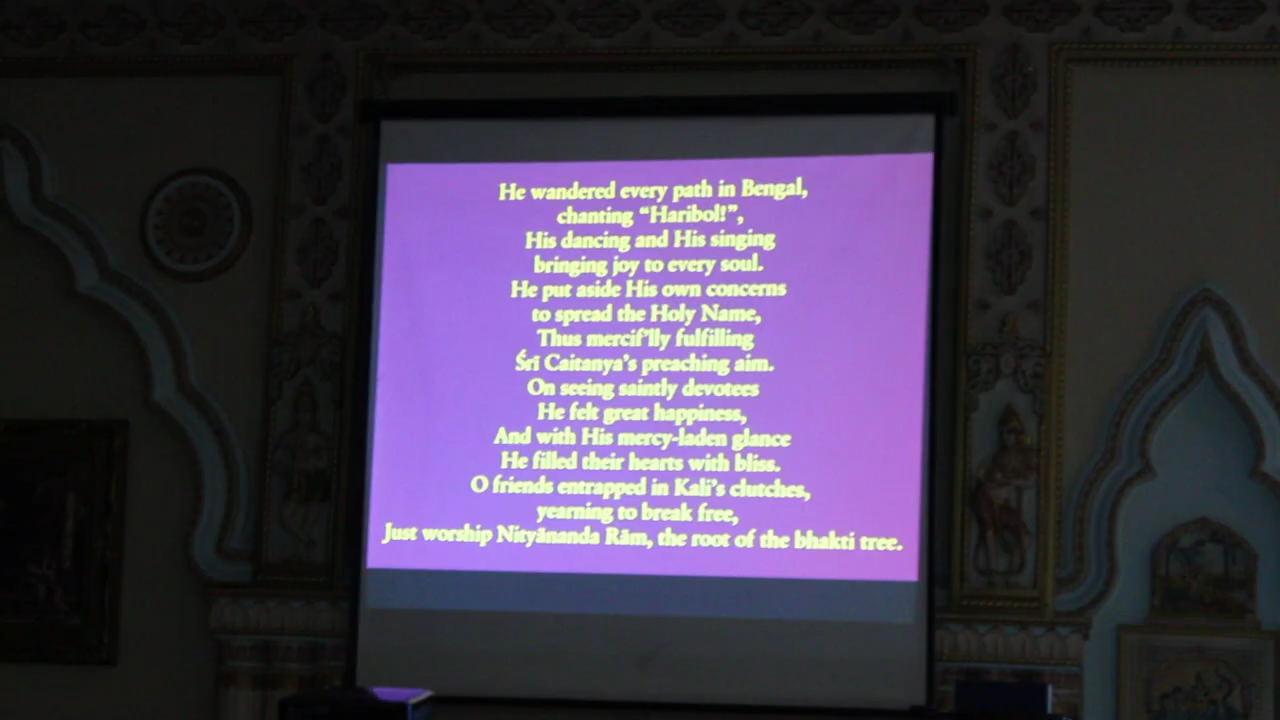 He wandered every path in Bengal,
chanting “Haribol!”,
His dancing and His singing
bringing joy to every soul.
He put aside His own concerns
to spread the Holy Name,
Thus mercif’lly fulfilling
Śrī Caitanya’s preaching aim.
On seeing saintly devotees
He felt great happiness,
And with His mercy-laden glance
He filled their hearts with bliss.
O friends entrapped in Kali’s clutches,
yearning to break free,
Just worship Nityānanda Rām, the root of the bhakti tree.